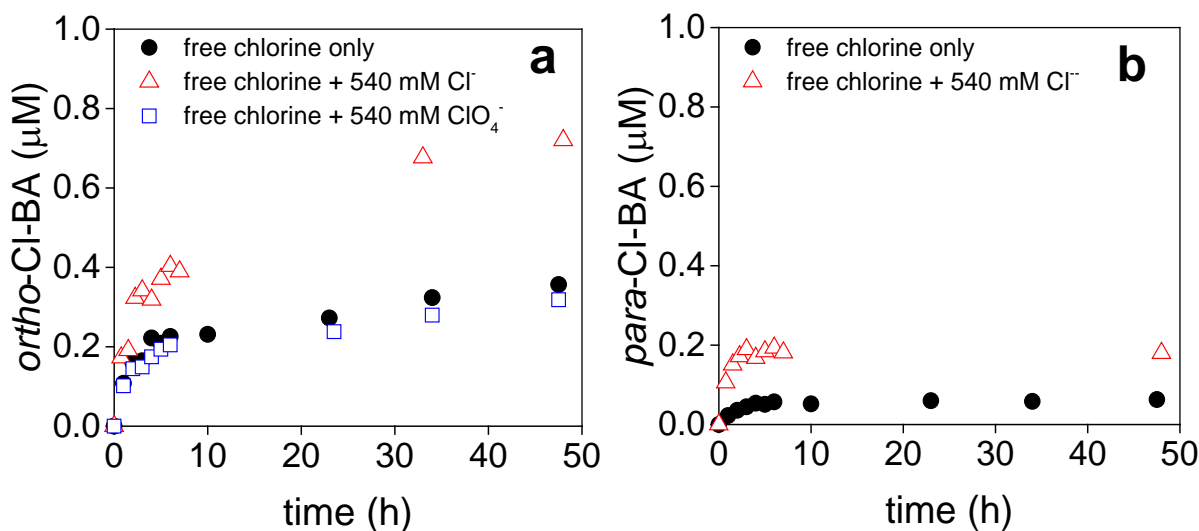 a
free chlorine only
free chlorine + 540 mM Cl⁻
free chlorine + 540 mM ClO₄⁻
ortho-Cl-BA (μM)
1.0
0.8
0.6
0.4
0.2
0.0
0 10 20 30 40 50
time (h)
b
free chlorine only
free chlorine + 540 mM Cl⁻⁻
para-Cl-BA (μM)
1.0
0.8
0.6
0.4
0.2
0.0
0 10 20 30 40 50
time (h)